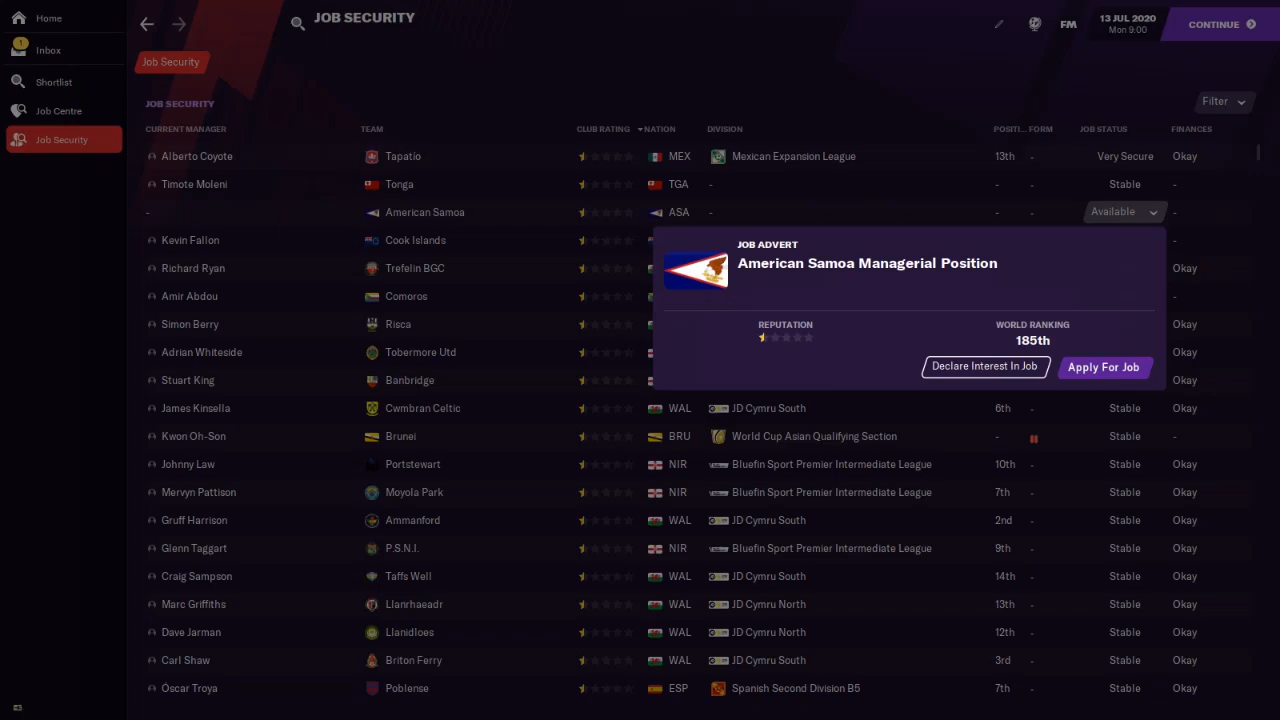 Home
JOB SECURITY
FM
13 JUL 2020
Mon 9:00
CONTINUE
1
Inbox
Shortlist
Job Centre
Job Security
Job Security
JOB SECURITY
Filter
CURRENT MANAGER TEAM CLUB RATING NATION DIVISION POSITI... FORM JOB STATUS FINANCES
Alberto Coyote Tapatio MEX Mexican Expansion League 13th - Very Secure Okay
Timote Moleni Tonga TGA - - - Stable -
- American Samoa ASA - - - Available -
Kevin Fallon Cook Islands -
Richard Ryan Trefelin BGC Okay
Amir Abdou Comoros -
Simon Berry Risca Okay
Adrian Whiteside Tobermore Utd Okay
Stuart King Banbridge Okay
JOB ADVERT
American Samoa Managerial Position
REPUTATION WORLD RANKING
185th
Declare Interest In Job Apply For Job
James Kinsella Cwmbran Celtic WAL JD Cymru South 6th - Stable Okay
Kwon Oh-Son Brunei BRU World Cup Asian Qualifying Section - Stable -
Johnny Law Portstewart NIR Bluefin Sport Premier Intermediate League 10th - Stable Okay
Mervyn Pattison Moyola Park NIR Bluefin Sport Premier Intermediate League 7th - Stable Okay
Gruff Harrison Ammanford WAL JD Cymru South 2nd - Stable Okay
Glenn Taggart P.S.N.I. NIR Bluefin Sport Premier Intermediate League 9th - Stable Okay
Craig Sampson Taffs Well WAL JD Cymru South 14th - Stable Okay
Marc Griffiths Llanrhaeadr WAL JD Cymru North 13th - Stable Okay
Dave Jarman Llanidloes WAL JD Cymru North 12th - Stable Okay
Carl Shaw Briton Ferry WAL JD Cymru South 3rd - Stable Okay
Óscar Troya Poblense ESP Spanish Second Division B5 7th - Stable Okay